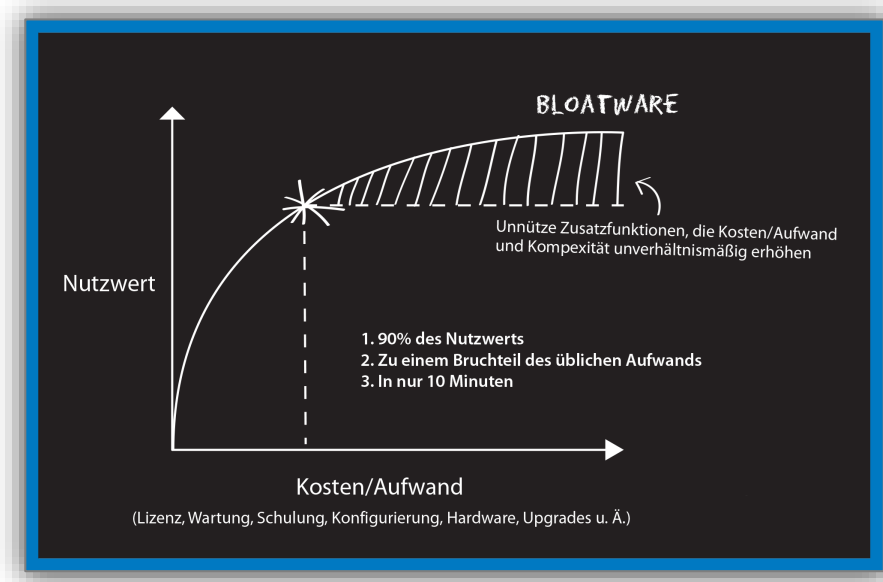 BLOATWARE
Unnütze Zusatzfunktionen, die Kosten/Aufwand
und Kompexität unverhältnismäßig erhöhen
Nutzwert
1. 90% des Nutzwerts
2. Zu einem Bruchteil des üblichen Aufwands
3. In nur 10 Minuten
Kosten/Aufwand
(Lizenz, Wartung, Schulung, Konfigurierung, Hardware, Upgrades u. Ä.)